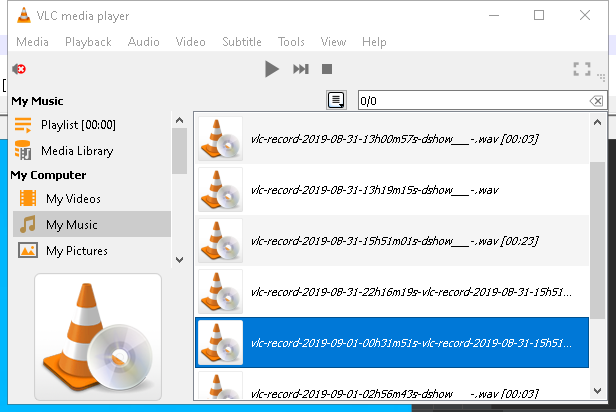 VLC media player
Media Playback Audio Video Subtitle Tools View Help
0/0
My Music
Playlist [00:00]
Media Library
My Computer
My Videos
My Music
My Pictures
vlc-record-2019-08-31-13h00m57s-dshow___-.wav [00:03]
vlc-record-2019-08-31-13h19m15s-dshow___-.wav
vlc-record-2019-08-31-15h51m01s-dshow___-.wav [00:23]
vlc-record-2019-08-31-22h16m19s-vlc-record-2019-08-31-15h51...
vlc-record-2019-09-01-00h31m51s-vlc-record-2019-08-31-15h51...
vlc-record-2019-09-01-02h56m43s-dshow___-.wav [00:03]